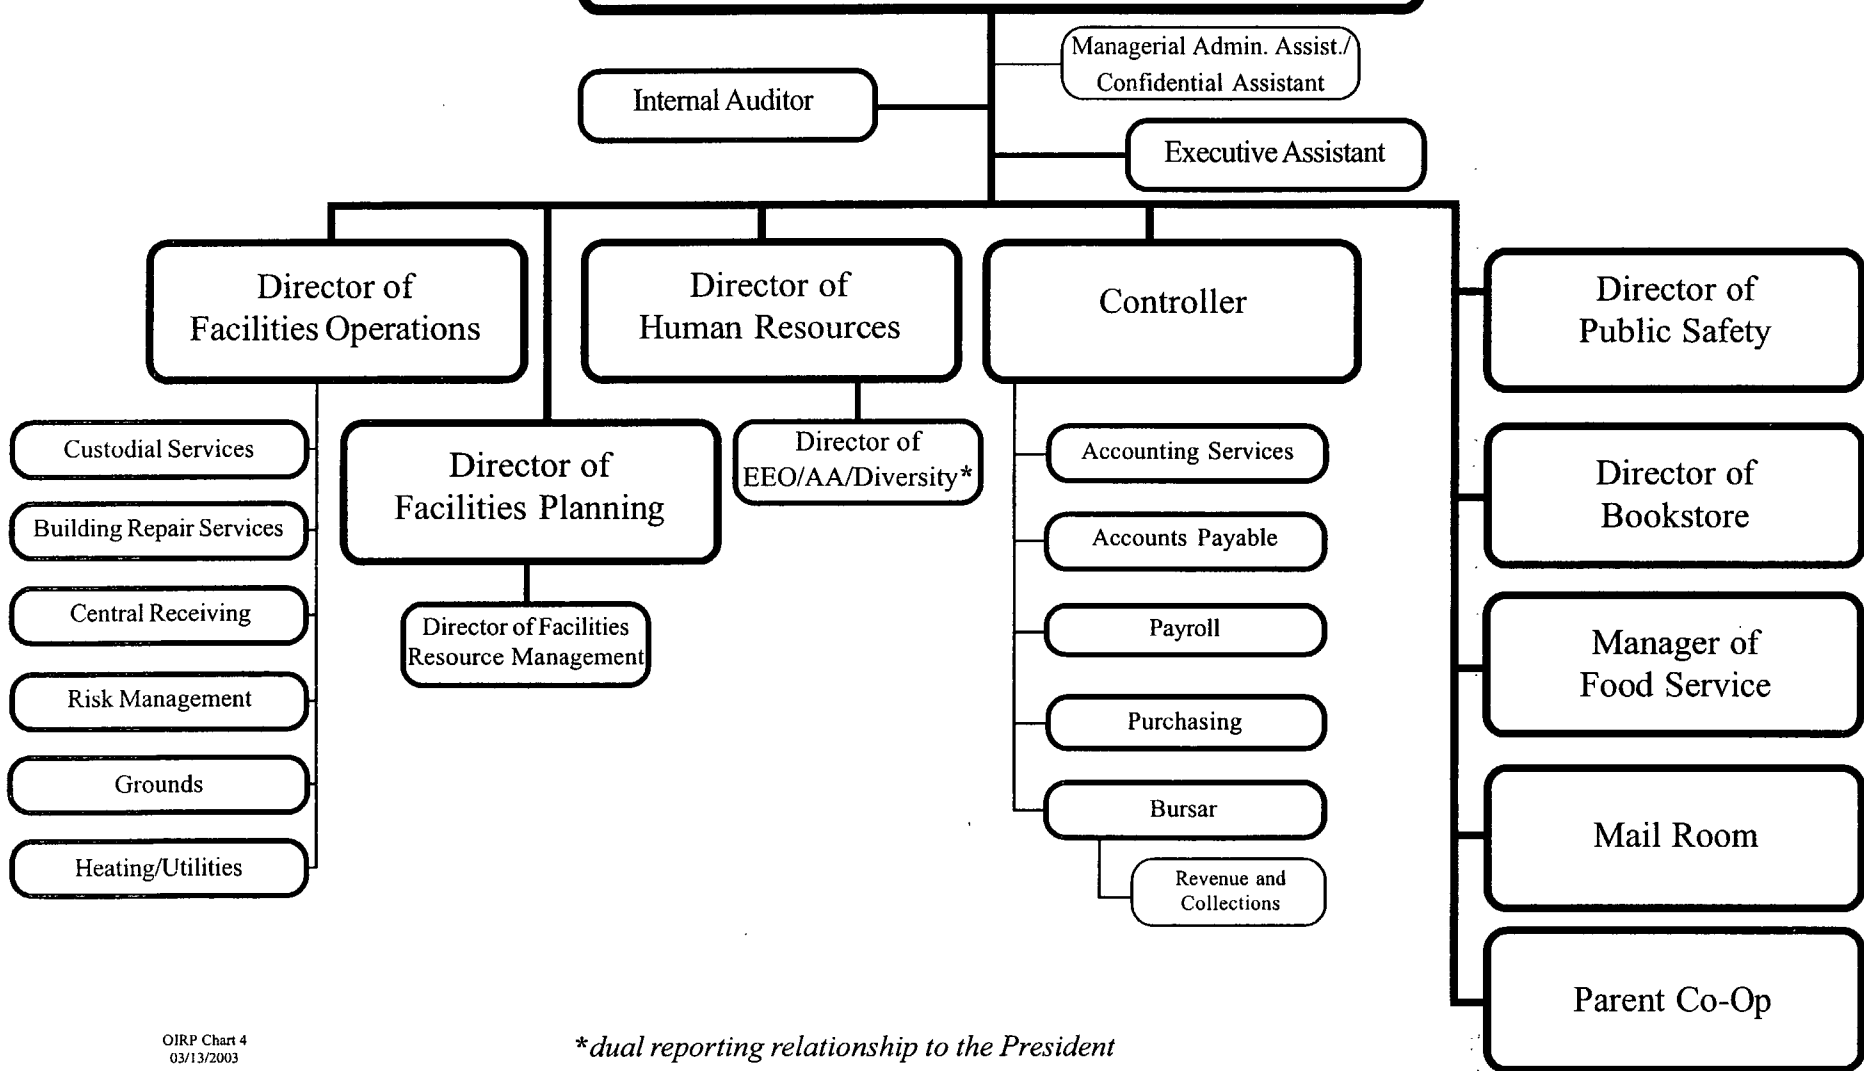 Managerial Admin. Assist./
Confidential Assistant
Internal Auditor
Executive Assistant
Director of
Facilities Operations
Director of
Human Resources
Controller
Director of
Public Safety
Custodial Services
Building Repair Services
Central Receiving
Risk Management
Grounds
Heating/Utilities
Director of
Facilities Planning
Director of Facilities
Resource Management
Director of
EEO/AA/Diversity*
Accounting Services
Accounts Payable
Payroll
Purchasing
Bursar
Revenue and
Collections
Director of
Bookstore
Manager of
Food Service
Mail Room
Parent Co-Op
OIRP Chart 4
03/13/2003
*dual reporting relationship to the President